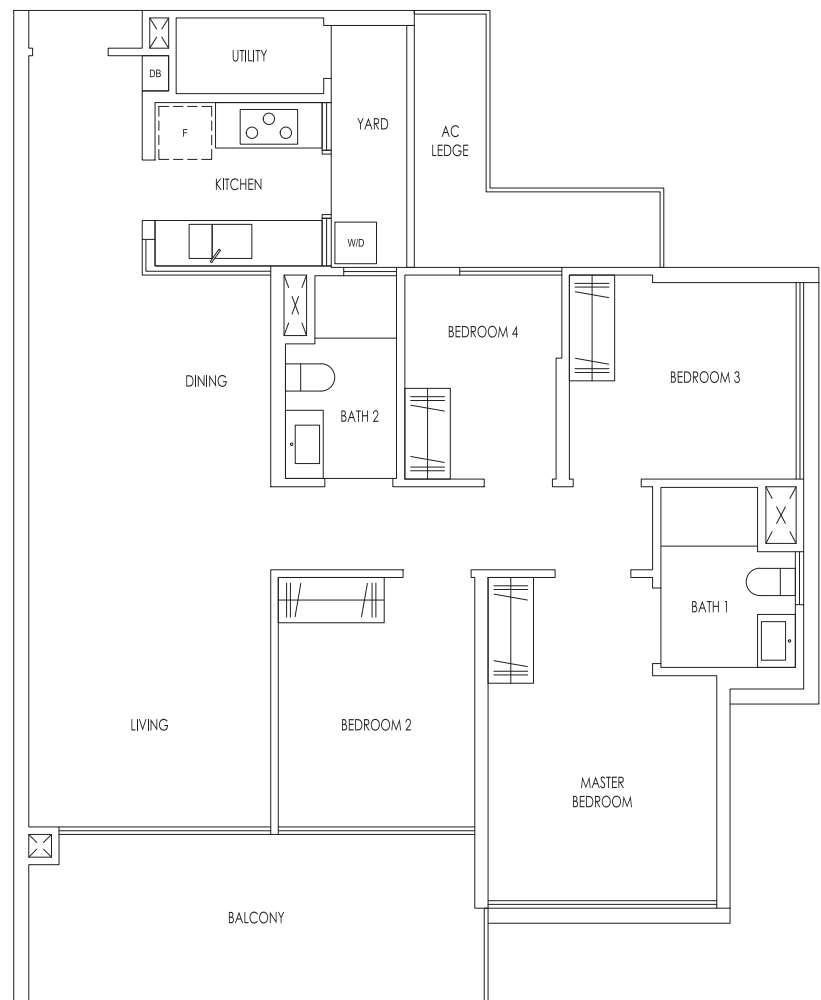 UTILITY
DB
F
YARD
AC
LEDGE
KITCHEN
W/D
BEDROOM 4
DINING
BEDROOM 3
BATH 2
BATH 1
LIVING
BEDROOM 2
MASTER
BEDROOM
BALCONY